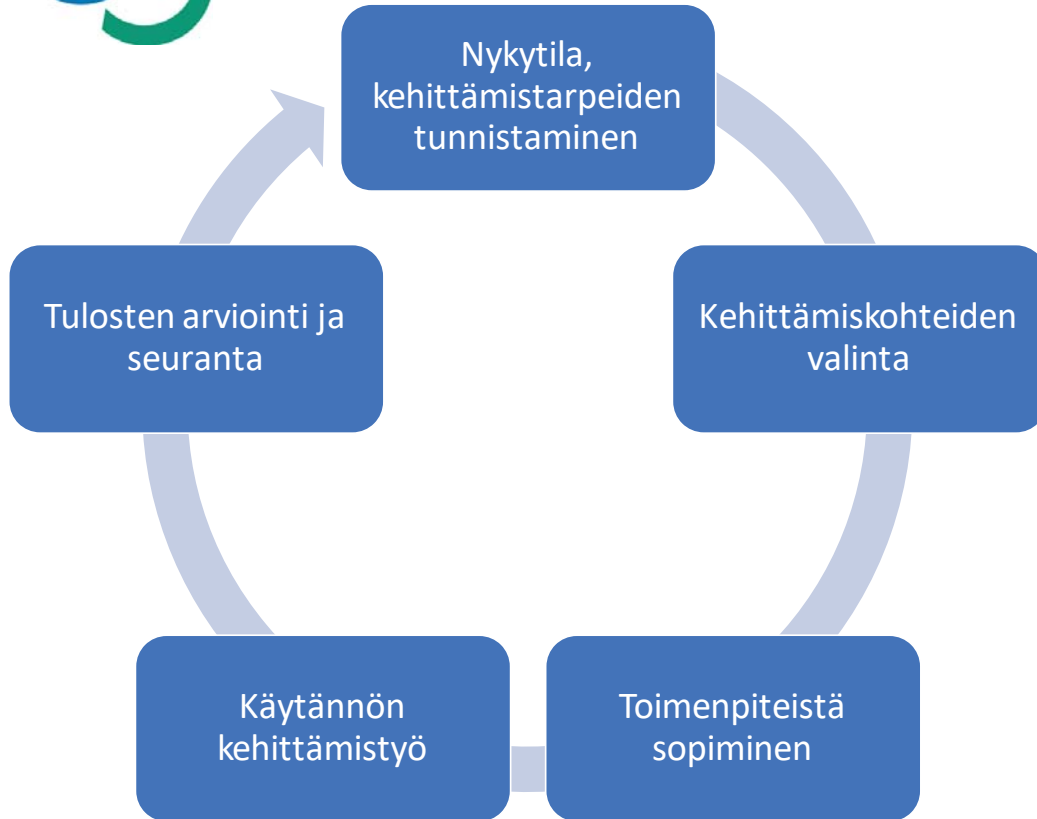 Nykytila,
kehittämistarpeiden
tunnistaminen
Kehittämiskohteiden
valinta
Toimenpiteistä
sopiminen
Käytännön
kehittämistyö
Tulosten arviointi ja
seuranta